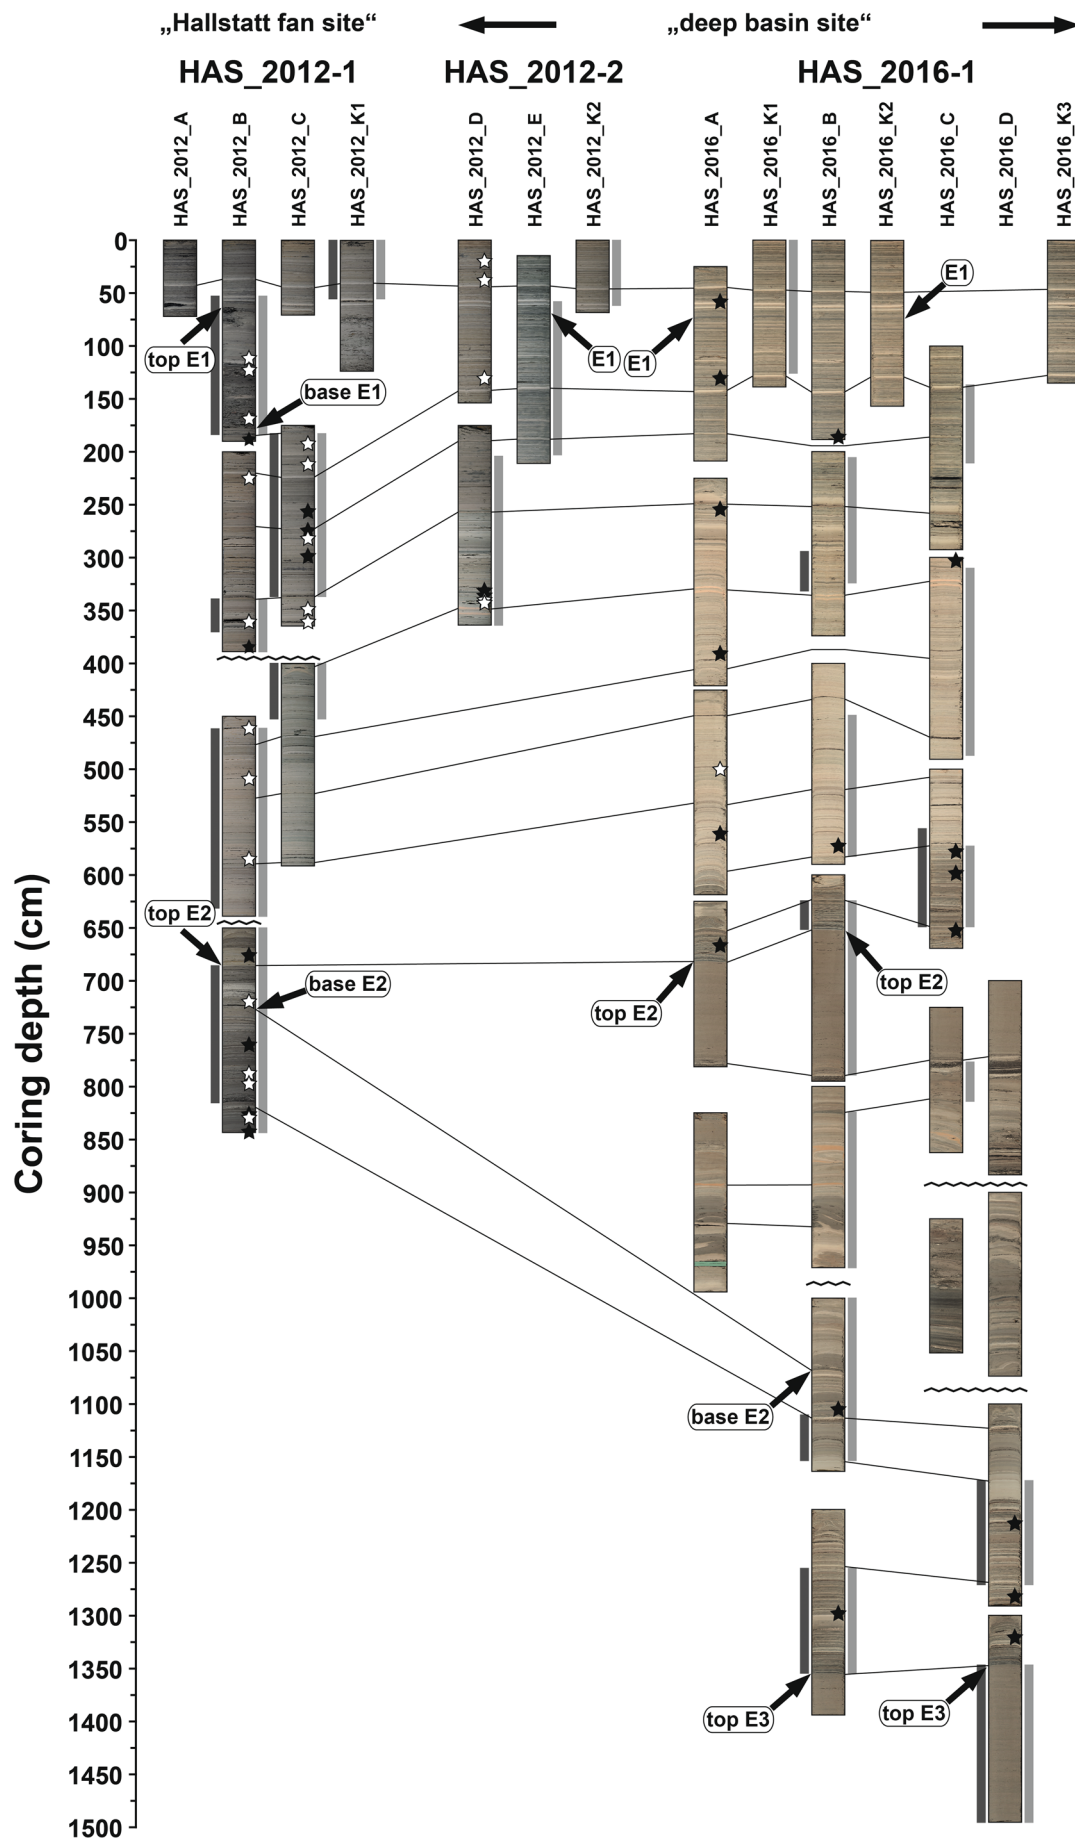 „Hallstatt fan site“
„deep basin site“
HAS_2012-1
HAS_2012-2
HAS_2016-1
HAS_2012_A
HAS_2012_B
HAS_2012_C
HAS_2012_K1
HAS_2012_D
HAS_2012_E
HAS_2012_K2
HAS_2016_A
HAS_2016_K1
HAS_2016_B
HAS_2016_K2
HAS_2016_C
HAS_2016_D
HAS_2016_K3
Coring depth (cm)
0
50
100
150
200
250
300
350
400
450
500
550
600
650
700
750
800
850
900
950
1000
1050
1100
1150
1200
1250
1300
1350
1400
1450
1500
E1
top E1
E1
E1
base E1
top E2
base E2
top E2
top E2
base E2
top E3
top E3